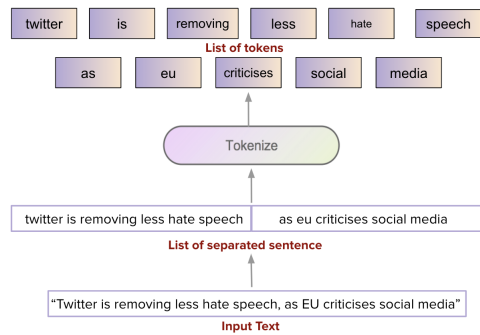 twitter is removing less hate speech
List of tokens
as eu criticises social media
Tokenize
twitter is removing less hate speech as eu criticises social media
List of separated sentence
“Twitter is removing less hate speech, as EU criticises social media”
Input Text